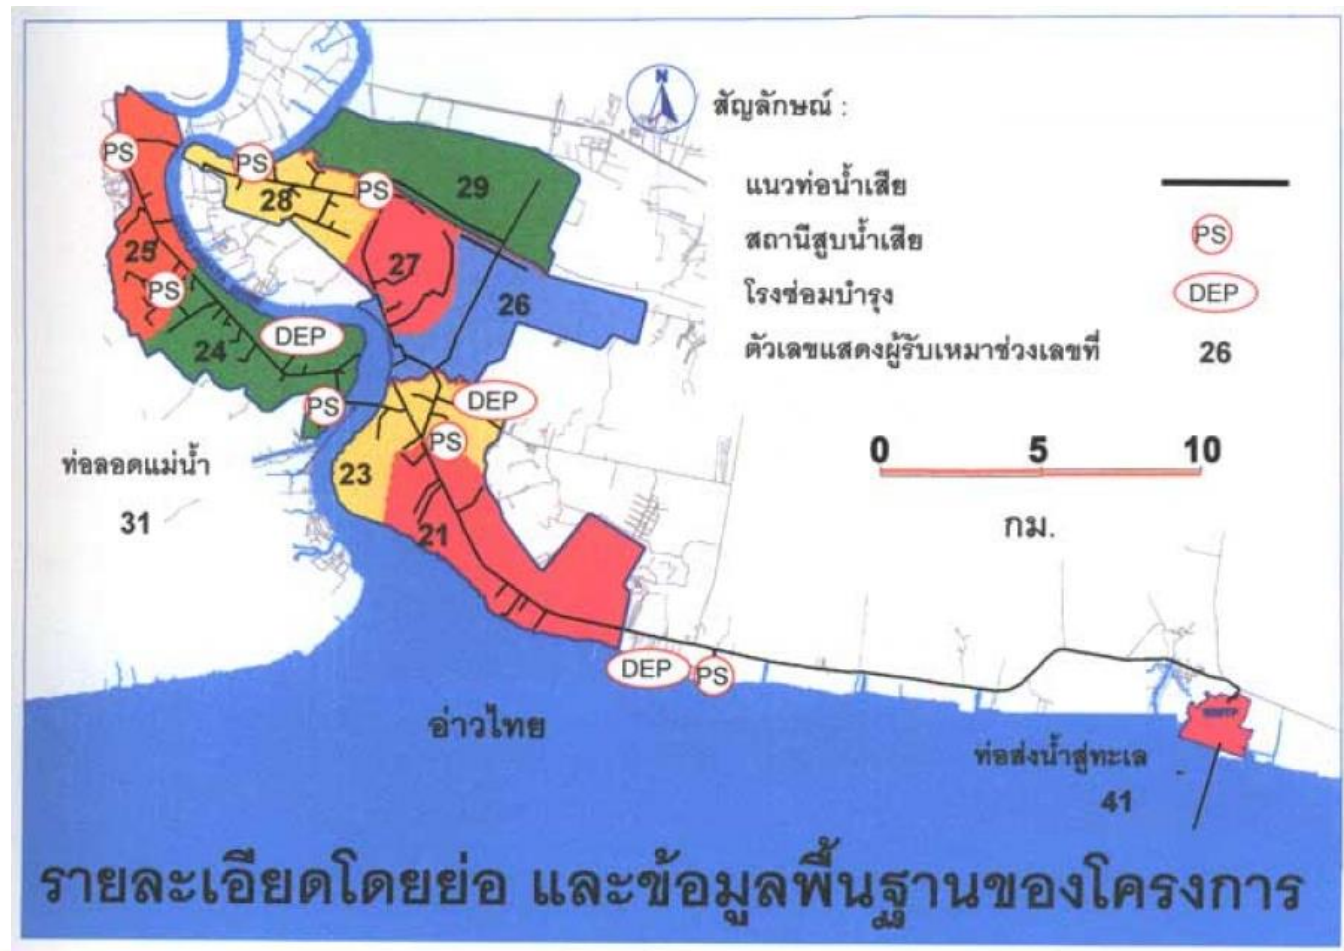 N
สัญลักษณ์ :
แนวท่อน้ำเสีย
สถานีสูบน้ำเสีย
PS
โรงซ่อมบำรุง
DEP
ตัวเลขแสดงผู้รับเหมาช่วงเลขที่
26
0 5 10
กม.
PS
PS
PS
29
28
27
25
26
PS
DEP
24
PS
DEP
PS
23
21
ท่อลอดแม่น้ำ
31
DEP
PS
อ่าวไทย
ท่อส่งน้ำสู่ทะเล
41
รายละเอียดโดยย่อ และข้อมูลพื้นฐานของโครงการ